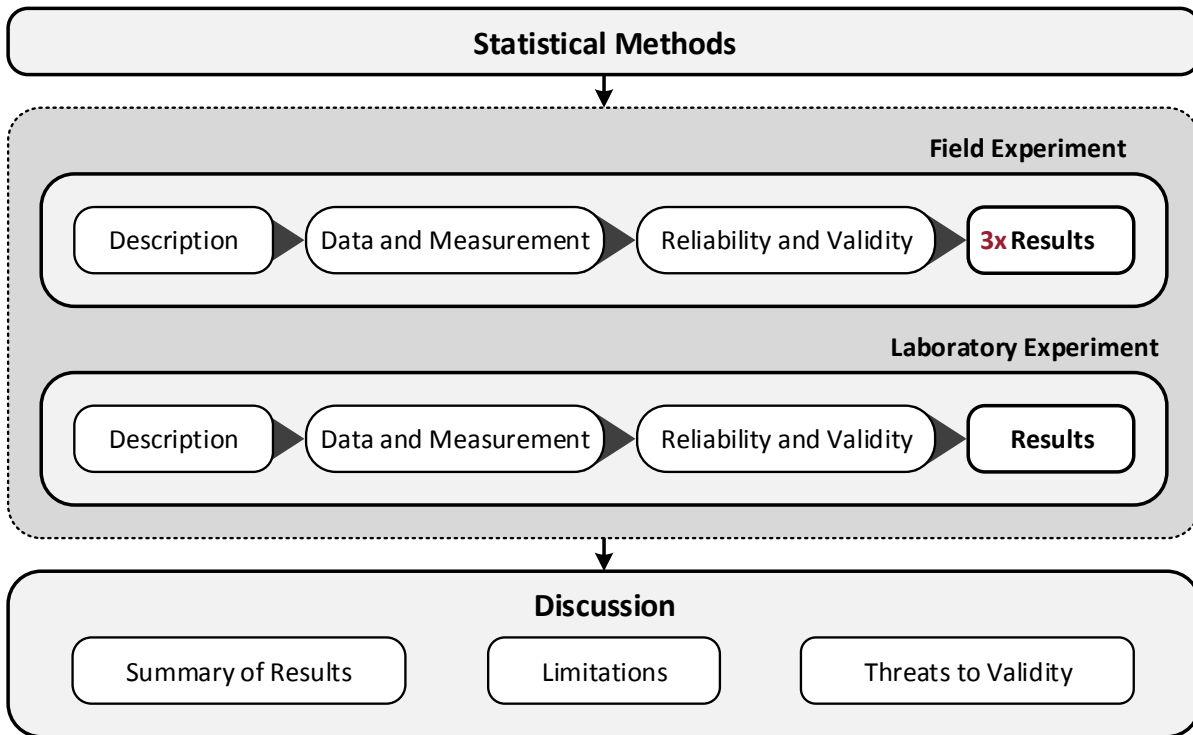 Statistical Methods
Field Experiment
Description
Data and Measurement
Reliability and Validity
3x Results
Laboratory Experiment
Description
Data and Measurement
Reliability and Validity
Results
Discussion
Summary of Results
Limitations
Threats to Validity